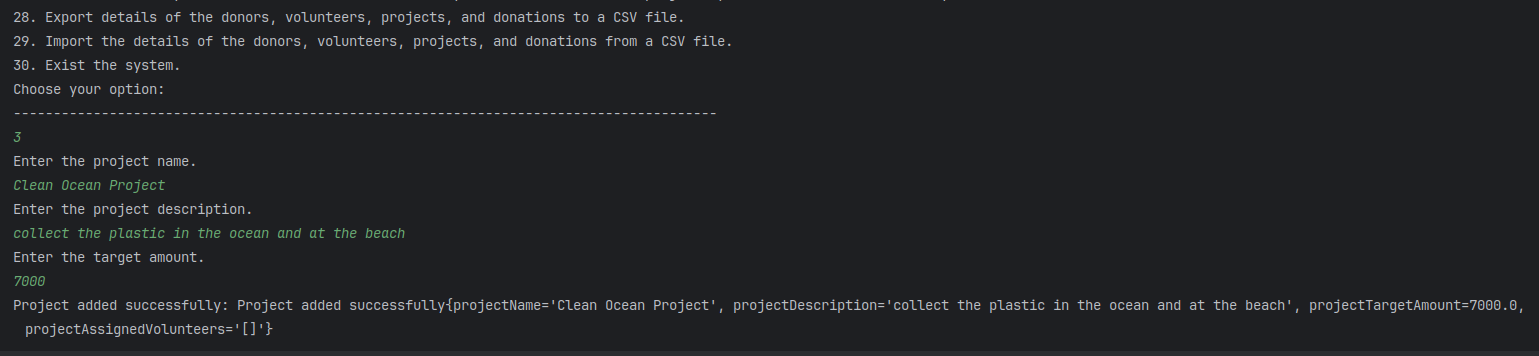 28. Export details of the donors, volunteers, projects, and donations to a CSV file.
29. Import the details of the donors, volunteers, projects, and donations from a CSV file.
30. Exist the system.
Choose your option:
----------------------------------------------------------------------------------------
3
Enter the project name.
Clean Ocean Project
Enter the project description.
collect the plastic in the ocean and at the beach
Enter the target amount.
7000
Project added successfully: Project added successfully{projectName='Clean Ocean Project', projectDescription='collect the plastic in the ocean and at the beach', projectTargetAmount=7000.0,
projectAssignedVolunteers='[]'}